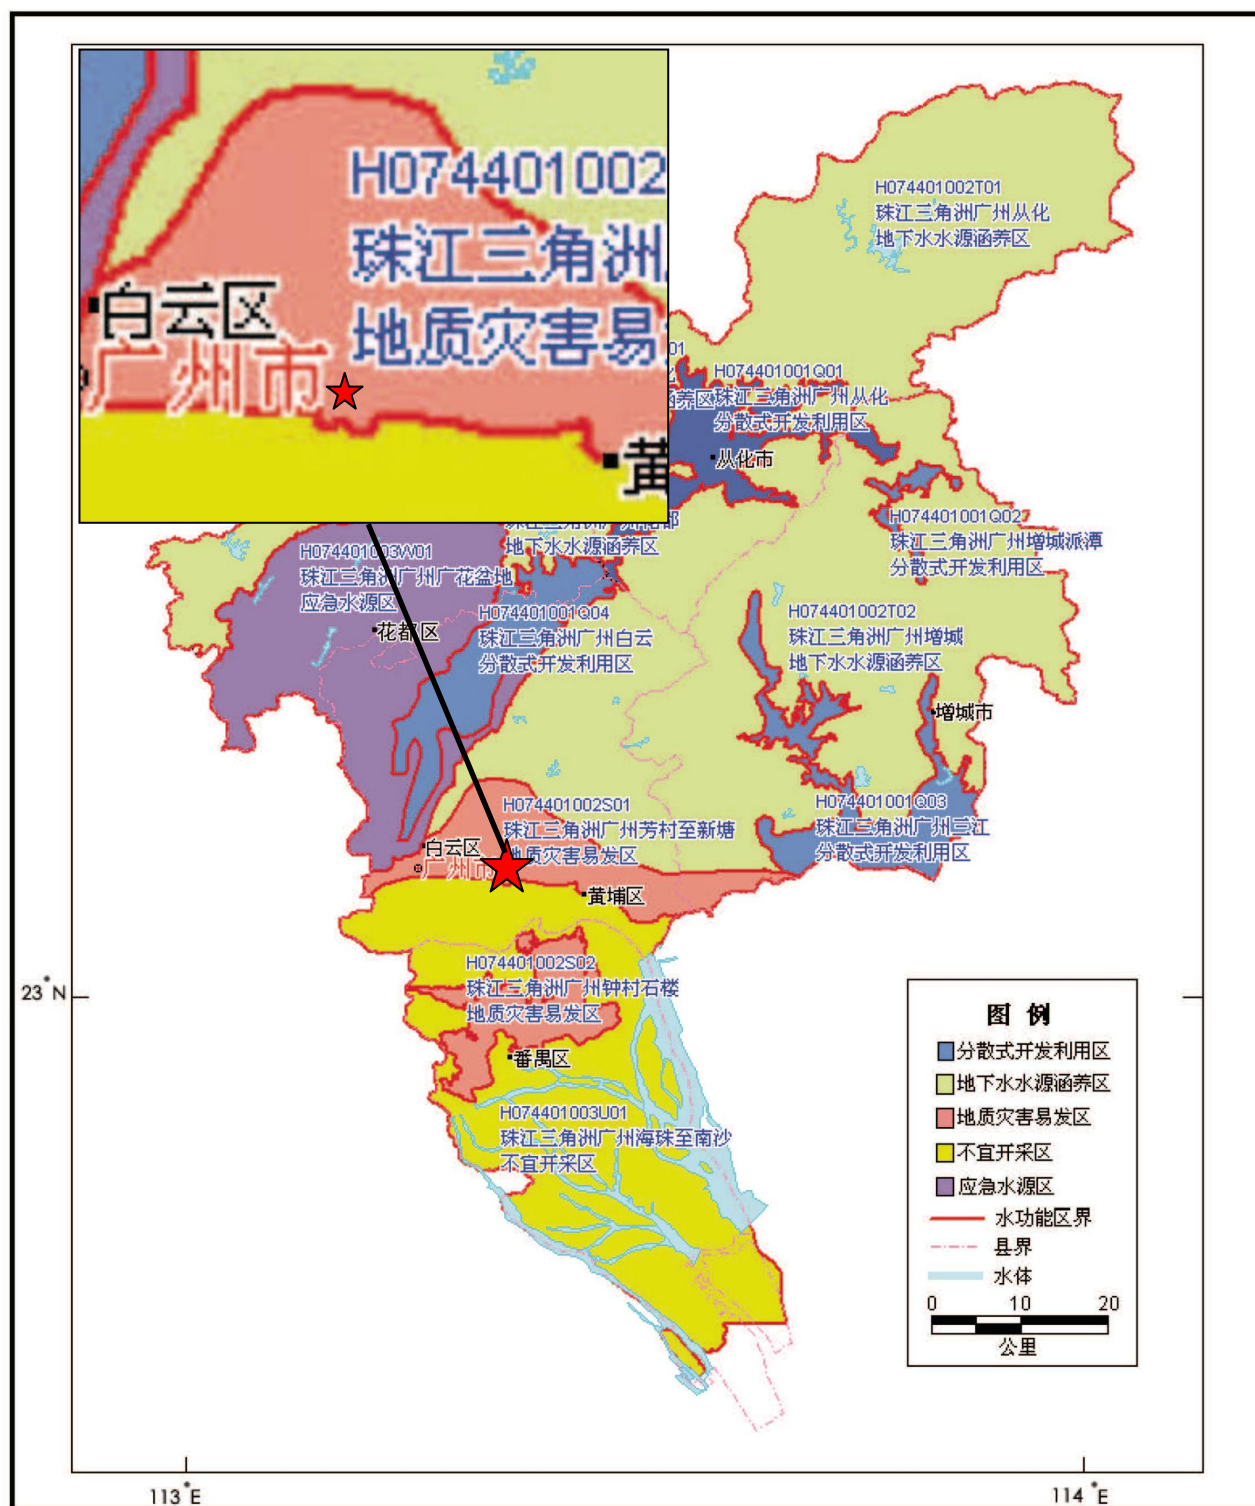 H074401002
珠江三角洲
地质灾害易
白云区
广州市
黄
H074401002T01
珠江三角洲广州从化
地下水水源涵养区
01
涵养区
H074401001Q01
珠江三角洲广州从化
分散式开发利用区
从化市
H074401001Q02
珠江三角洲广州增城派潭
分散式开发利用区
地下水水源涵养区
H074401003W01
珠江三角洲广州广花盆地
应急水源区
花都区
H074401001Q04
珠江三角洲广州白云
分散式开发利用区
H074401002T02
珠江三角洲广州增城
地下水水源涵养区
增城市
H074401002S01
珠江三角洲广州芳村至新塘
地质灾害易发区
H074401001Q03
珠江三角洲广州三江
分散式开发利用区
白云区
广州市
黄埔区
H074401002S02
珠江三角洲广州钟村石楼
地质灾害易发区
番禺区
H074401003U01
珠江三角洲广州海珠至南沙
不宜开采区
23°N
图 例
分散式开发利用区
地下水水源涵养区
地质灾害易发区
不宜开采区
应急水源区
水功能区界
县界
水体
0 10 20
公里
113°E
114°E